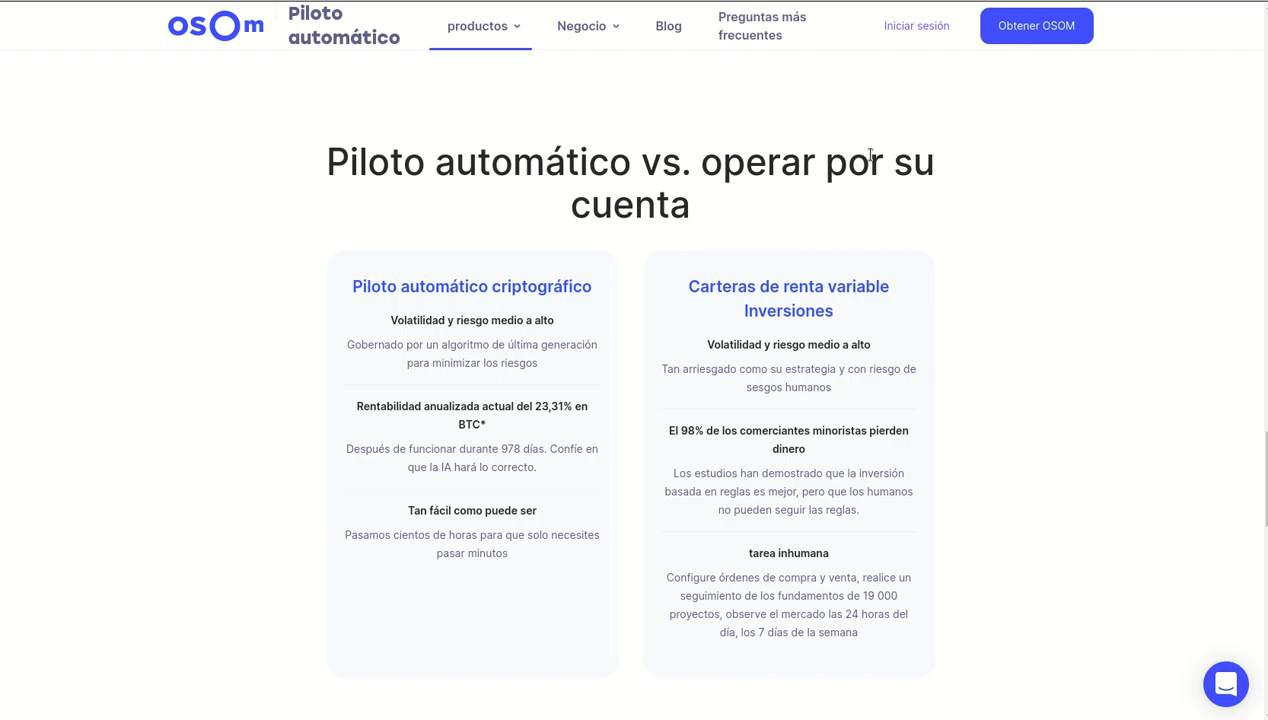 osOm
Piloto
automático
productos
Negocio
Blog
Preguntas más
frecuentes
Iniciar sesión
Obtener OSOM
Piloto automático vs. operar por su
cuenta
Piloto automático criptográfico
Volatilidad y riesgo medio a alto
Gobernado por un algoritmo de última generación
para minimizar los riesgos
Rentabilidad anualizada actual del 23,31% en
BTC*
Después de funcionar durante 978 días. Confíe en
que la IA hará lo correcto.
Tan fácil como puede ser
Pasamos cientos de horas para que solo necesites
pasar minutos
Carteras de renta variable
Inversiones
Volatilidad y riesgo medio a alto
Tan arriesgado como su estrategia y con riesgo de
sesgos humanos
El 98% de los comerciantes minoristas pierden
dinero
Los estudios han demostrado que la inversión
basada en reglas es mejor, pero que los humanos
no pueden seguir las reglas.
tarea inhumana
Configure órdenes de compra y venta, realice un
seguimiento de los fundamentos de 19 000
proyectos, observe el mercado las 24 horas del
día, los 7 días de la semana